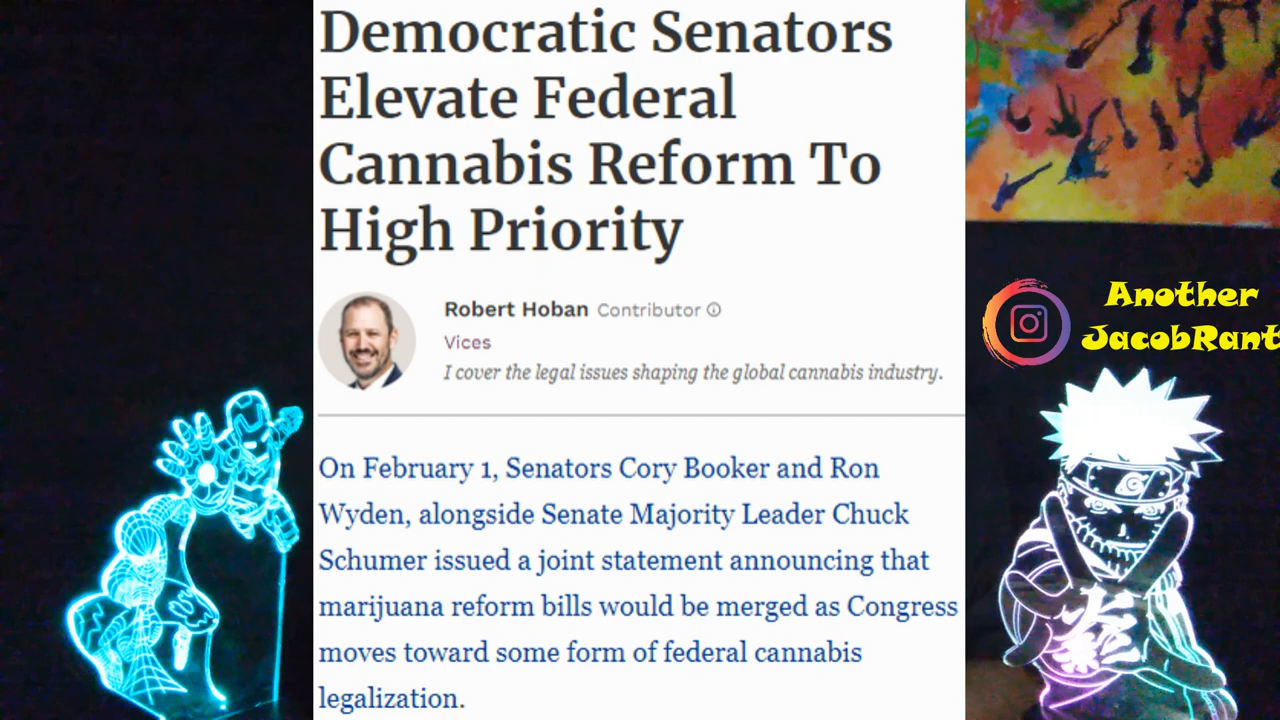 Democratic Senators
Elevate Federal
Cannabis Reform To
High Priority
Robert Hoban Contributor
Vices
I cover the legal issues shaping the global cannabis industry.
On February 1, Senators Cory Booker and Ron
Wyden, alongside Senate Majority Leader Chuck
Schumer issued a joint statement announcing that
marijuana reform bills would be merged as Congress
moves toward some form of federal cannabis
legalization.
Another
JacobRant